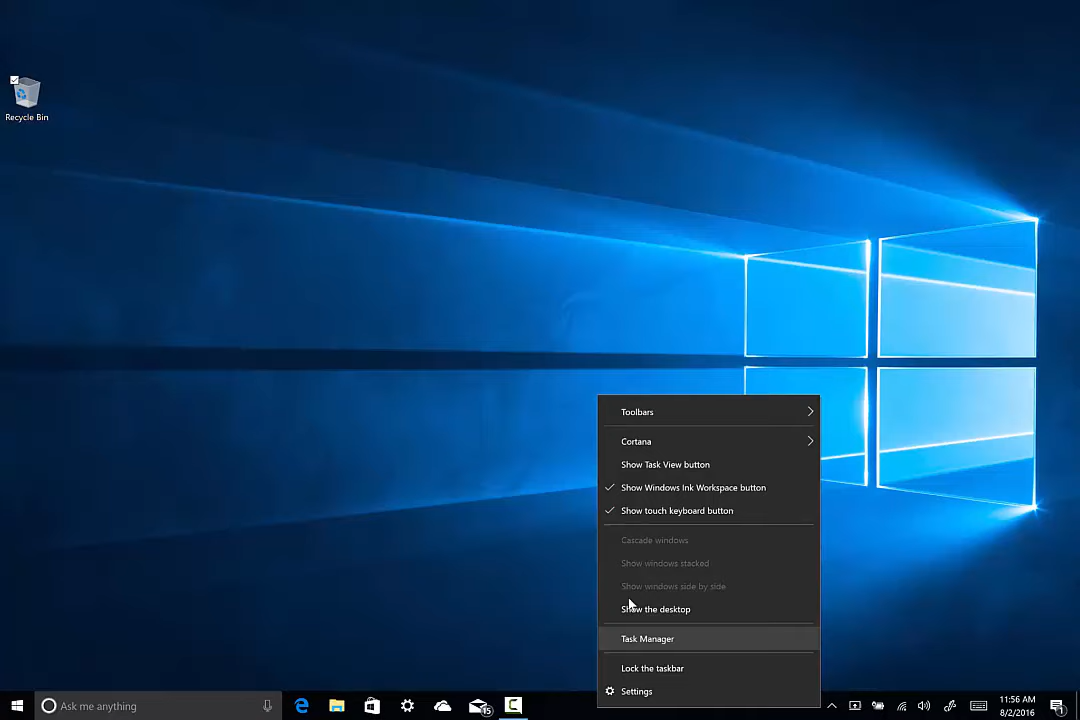 Recycle Bin
Toolbars
Cortana
Show Task View button
Show Windows Ink Workspace button
Show touch keyboard button
Cascade windows
Show windows stacked
Show windows side by side
Show the desktop
Task Manager
Lock the taskbar
Settings
Ask me anything
15
11:56 AM
8/2/2016
1